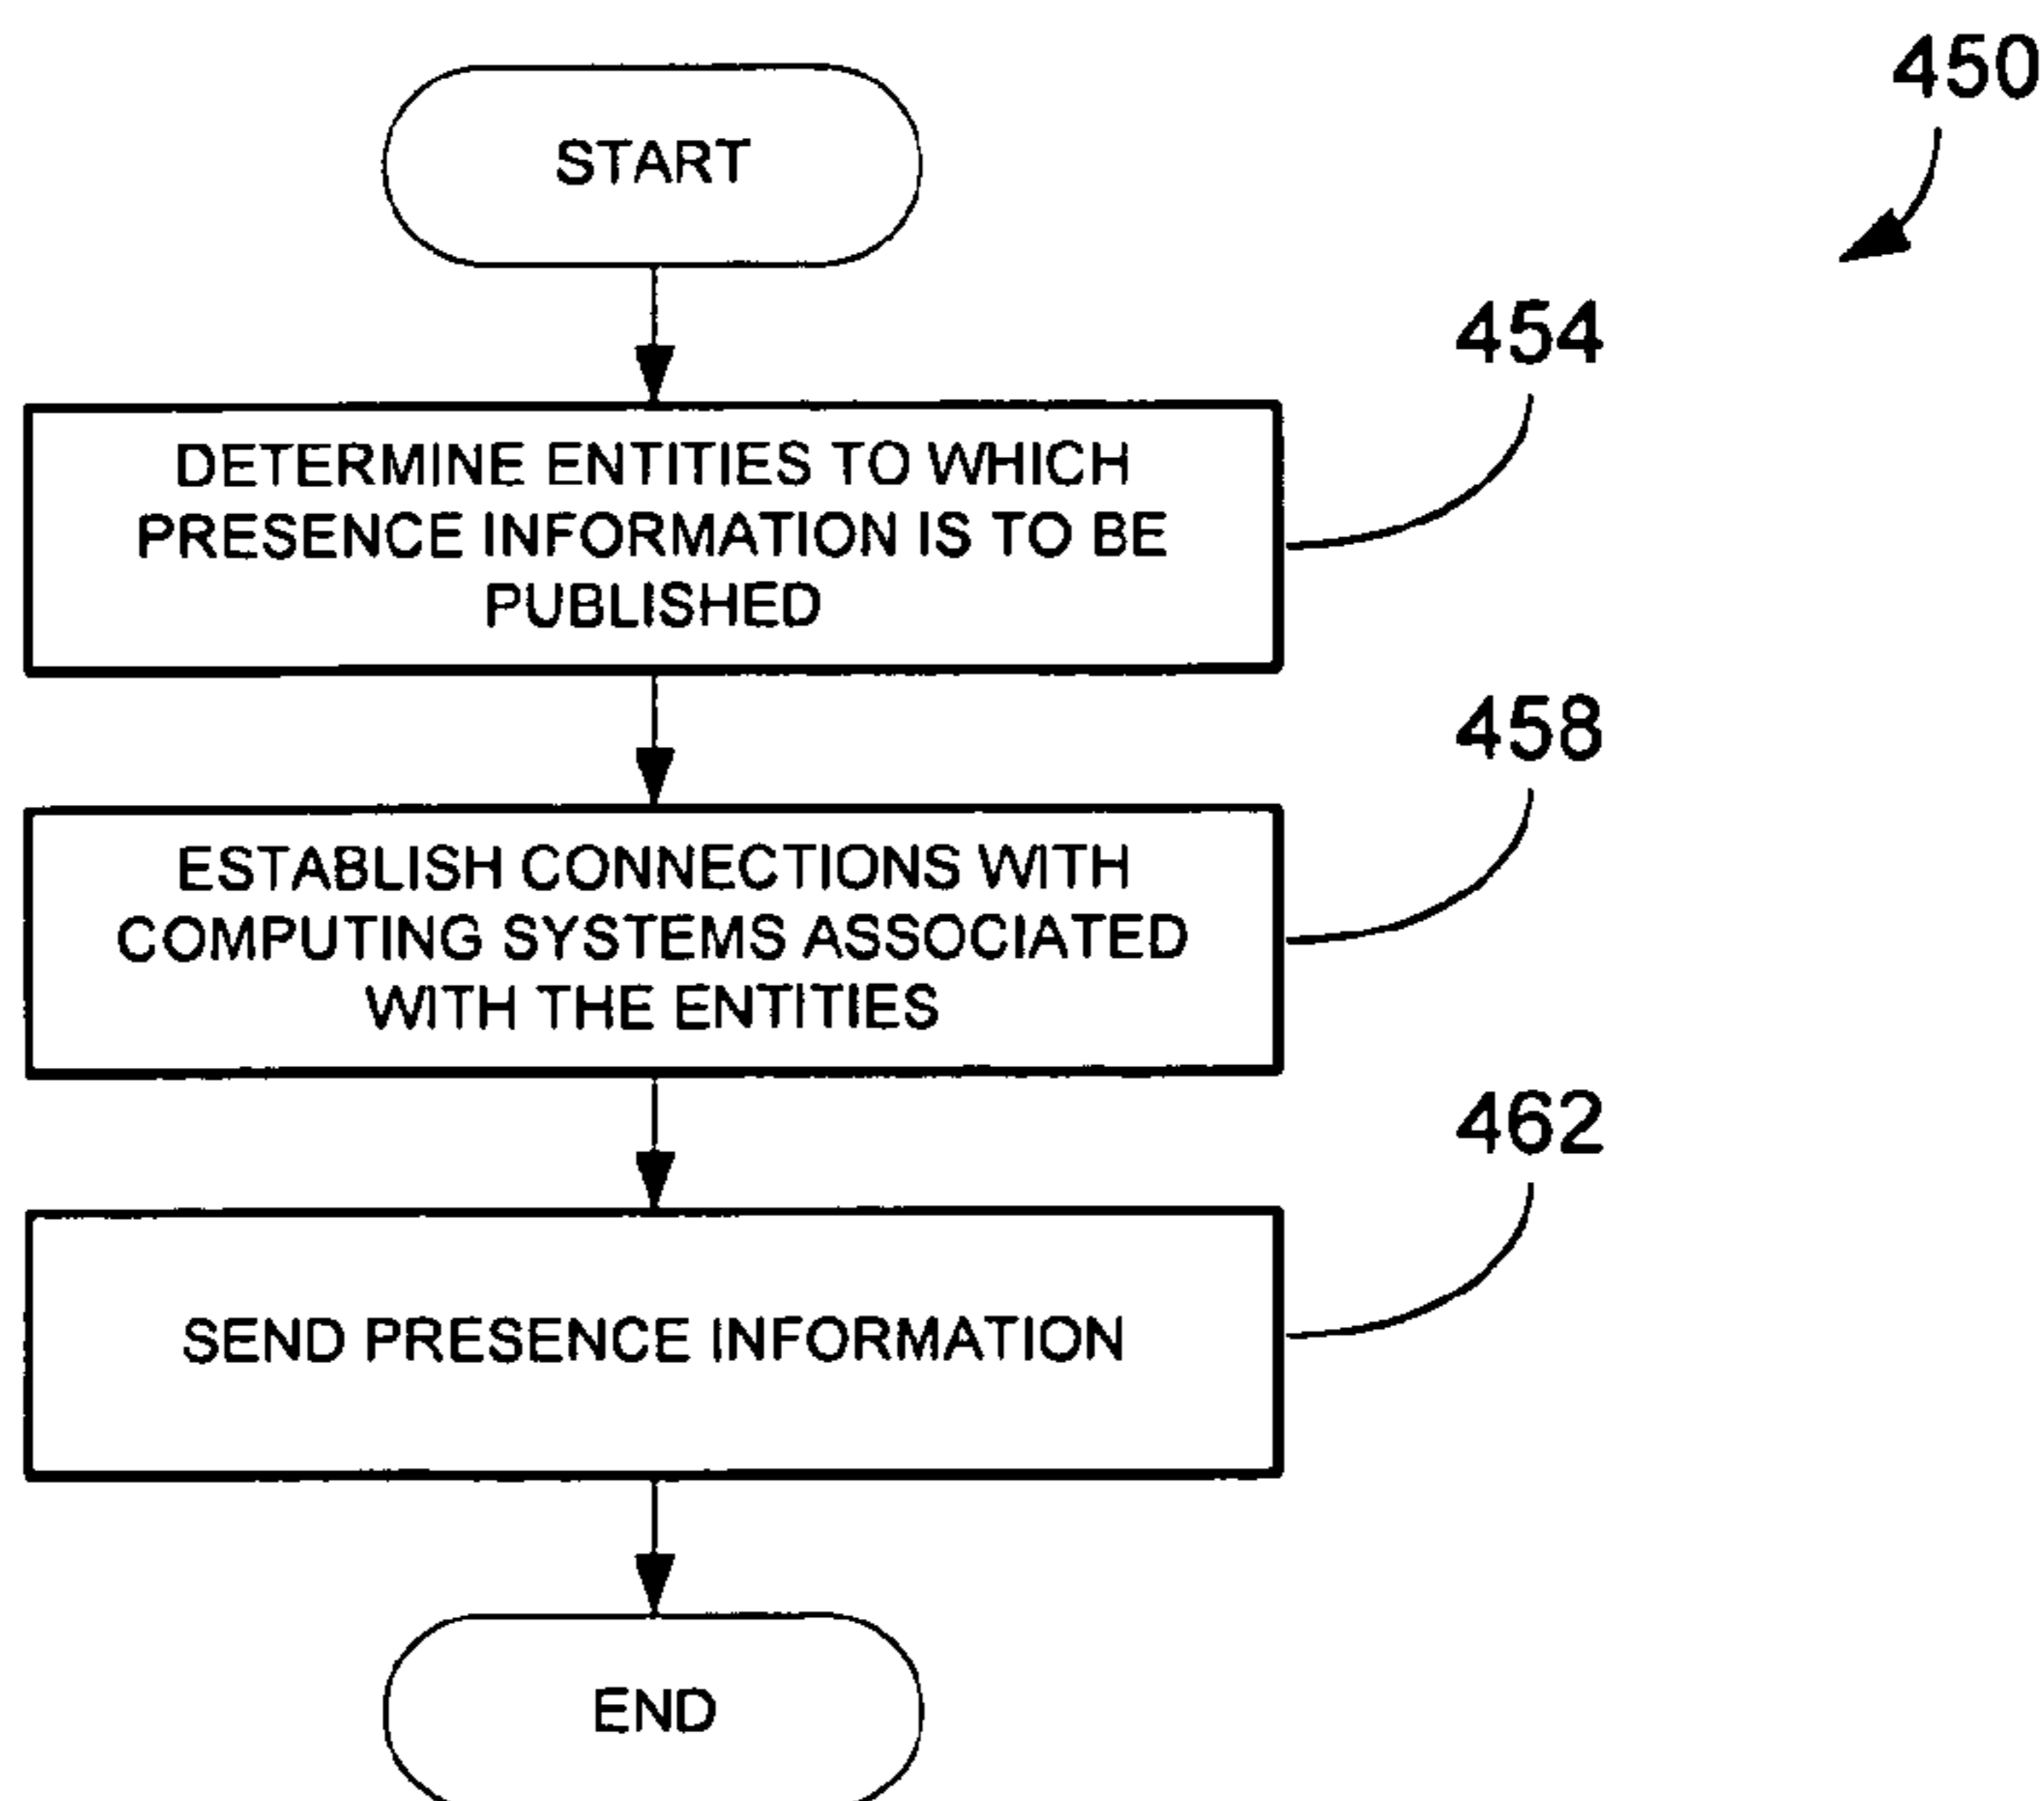 450
START
454
DETERMINE ENTITIES TO WHICH
PRESENCE INFORMATION IS TO BE
PUBLISHED
458
ESTABLISH CONNECTIONS WITH
COMPUTING SYSTEMS ASSOCIATED
WITH THE ENTITIES
462
SEND PRESENCE INFORMATION
END